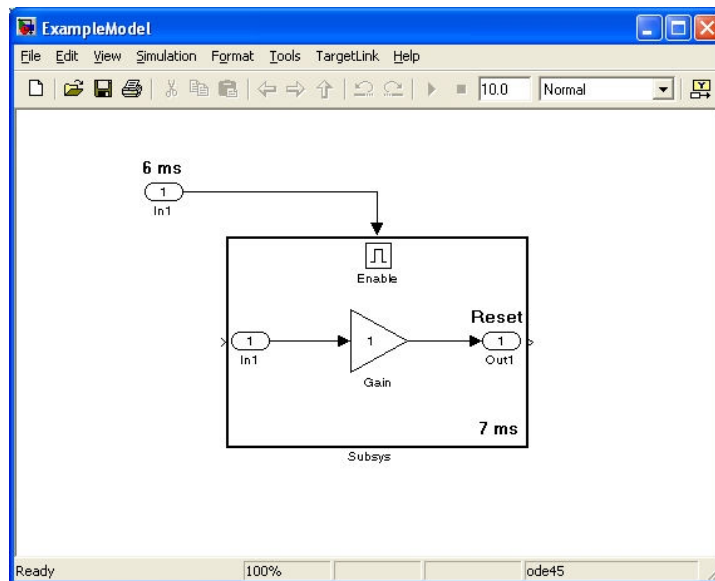 ExampleModel
File Edit View Simulation Format Tools TargetLink Help
10.0 Normal
6 ms
1
In1
Enable
Reset
1 1 1
In1 Out1
Gain
7 ms
Subsys
Ready 100% ode45